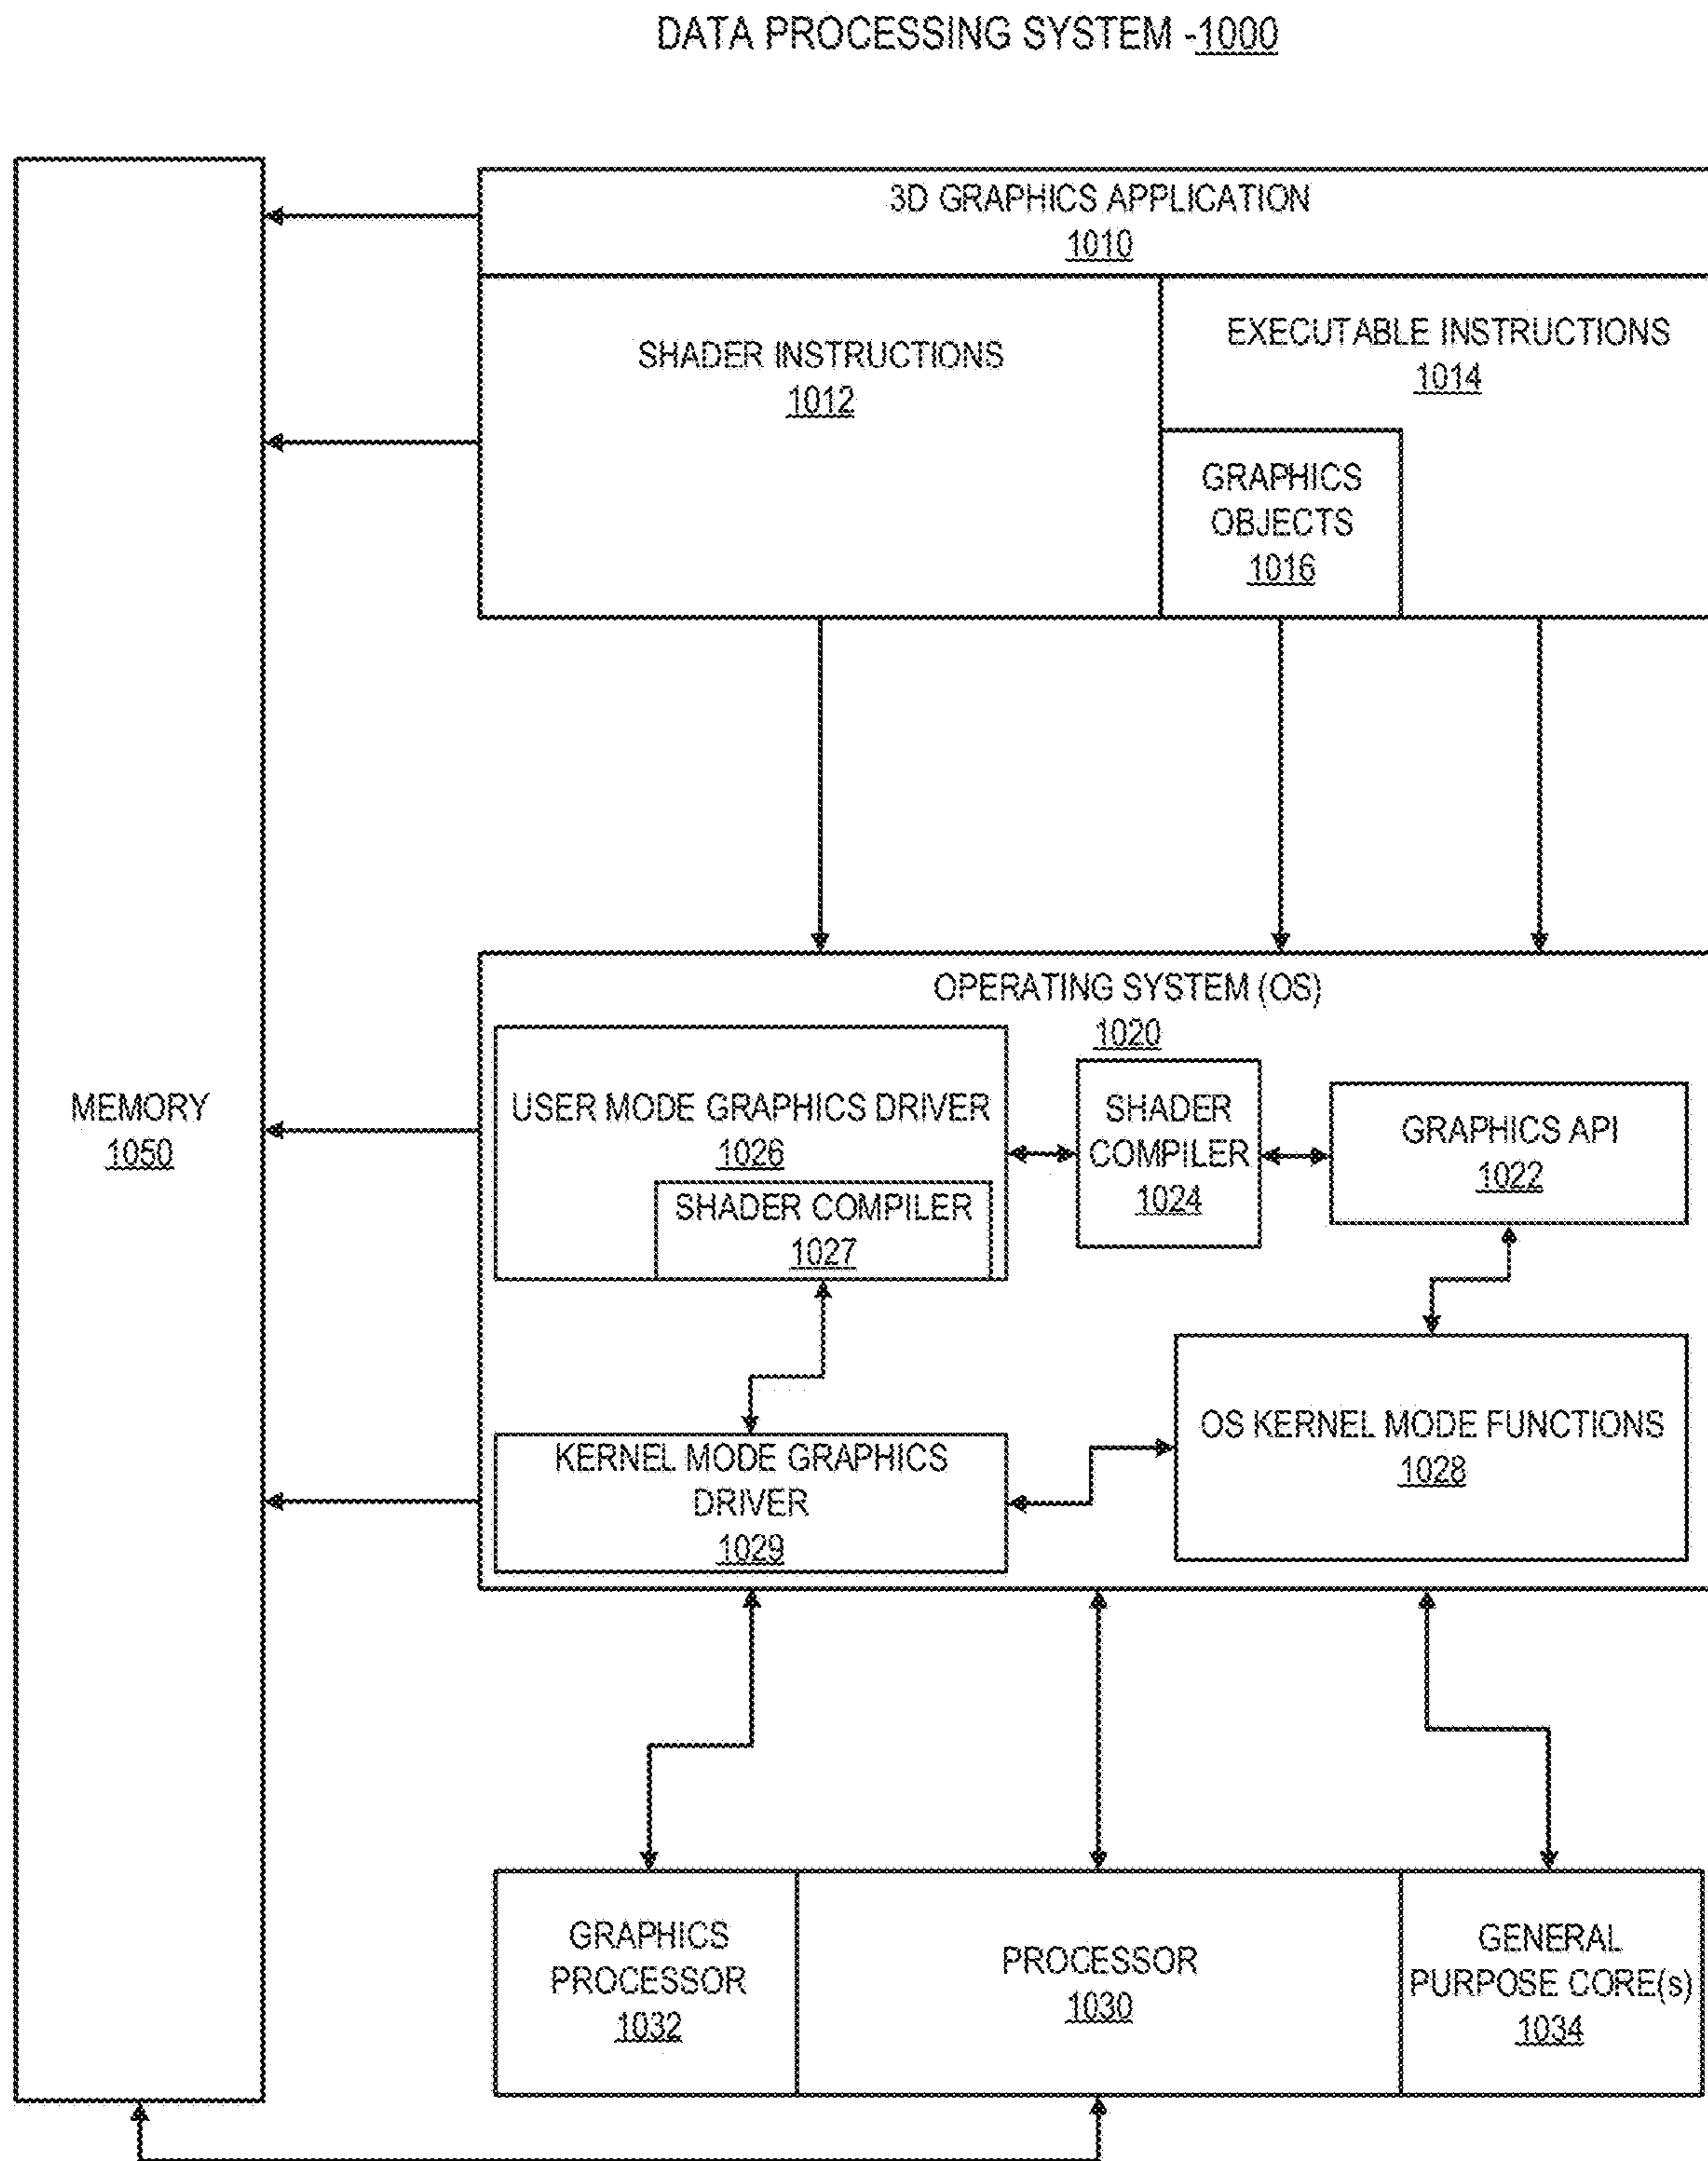 DATA PROCESSING SYSTEM -1000
3D GRAPHICS APPLICATION
1010
SHADER INSTRUCTIONS
1012
EXECUTABLE INSTRUCTIONS
1014
GRAPHICS
OBJECTS
1016
OPERATING SYSTEM (OS)
1020
USER MODE GRAPHICS DRIVER
1026
SHADER COMPILER
1027
SHADER
COMPILER
1024
GRAPHICS API
1022
MEMORY
1050
KERNEL MODE GRAPHICS
DRIVER
1029
OS KERNEL MODE FUNCTIONS
1028
GRAPHICS
PROCESSOR
1032
PROCESSOR
1030
GENERAL
PURPOSE CORE(s)
1034